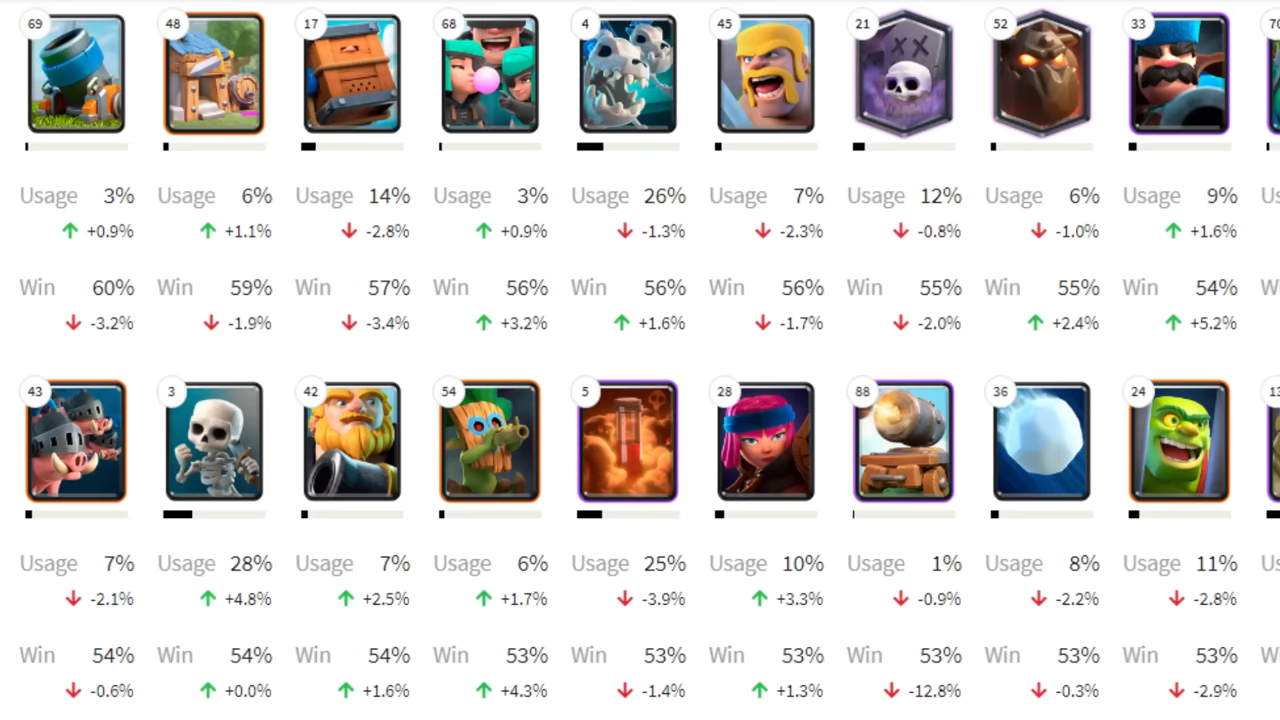 69 48 17 68 4 45 21 52 33 70
Usage 3% Usage 6% Usage 14% Usage 3% Usage 26% Usage 7% Usage 12% Usage 6% Usage 9% Us
+0.9% +1.1% -2.8% +0.9% -1.3% -2.3% -0.8% -1.0% +1.6%
Win 60% Win 59% Win 57% Win 56% Win 56% Win 56% Win 55% Win 55% Win 54% W
-3.2% -1.9% -3.4% +3.2% +1.6% -1.7% -2.0% +2.4% +5.2%
43 3 42 54 5 28 88 36 24 13
Usage 7% Usage 28% Usage 7% Usage 6% Usage 25% Usage 10% Usage 1% Usage 8% Usage 11% Us
-2.1% +4.8% +2.5% +1.7% -3.9% +3.3% -0.9% -2.2% -2.8%
Win 54% Win 54% Win 54% Win 53% Win 53% Win 53% Win 53% Win 53% Win 53% W
-0.6% +0.0% +1.6% +4.3% -1.4% +1.3% -12.8% -0.3% -2.9%